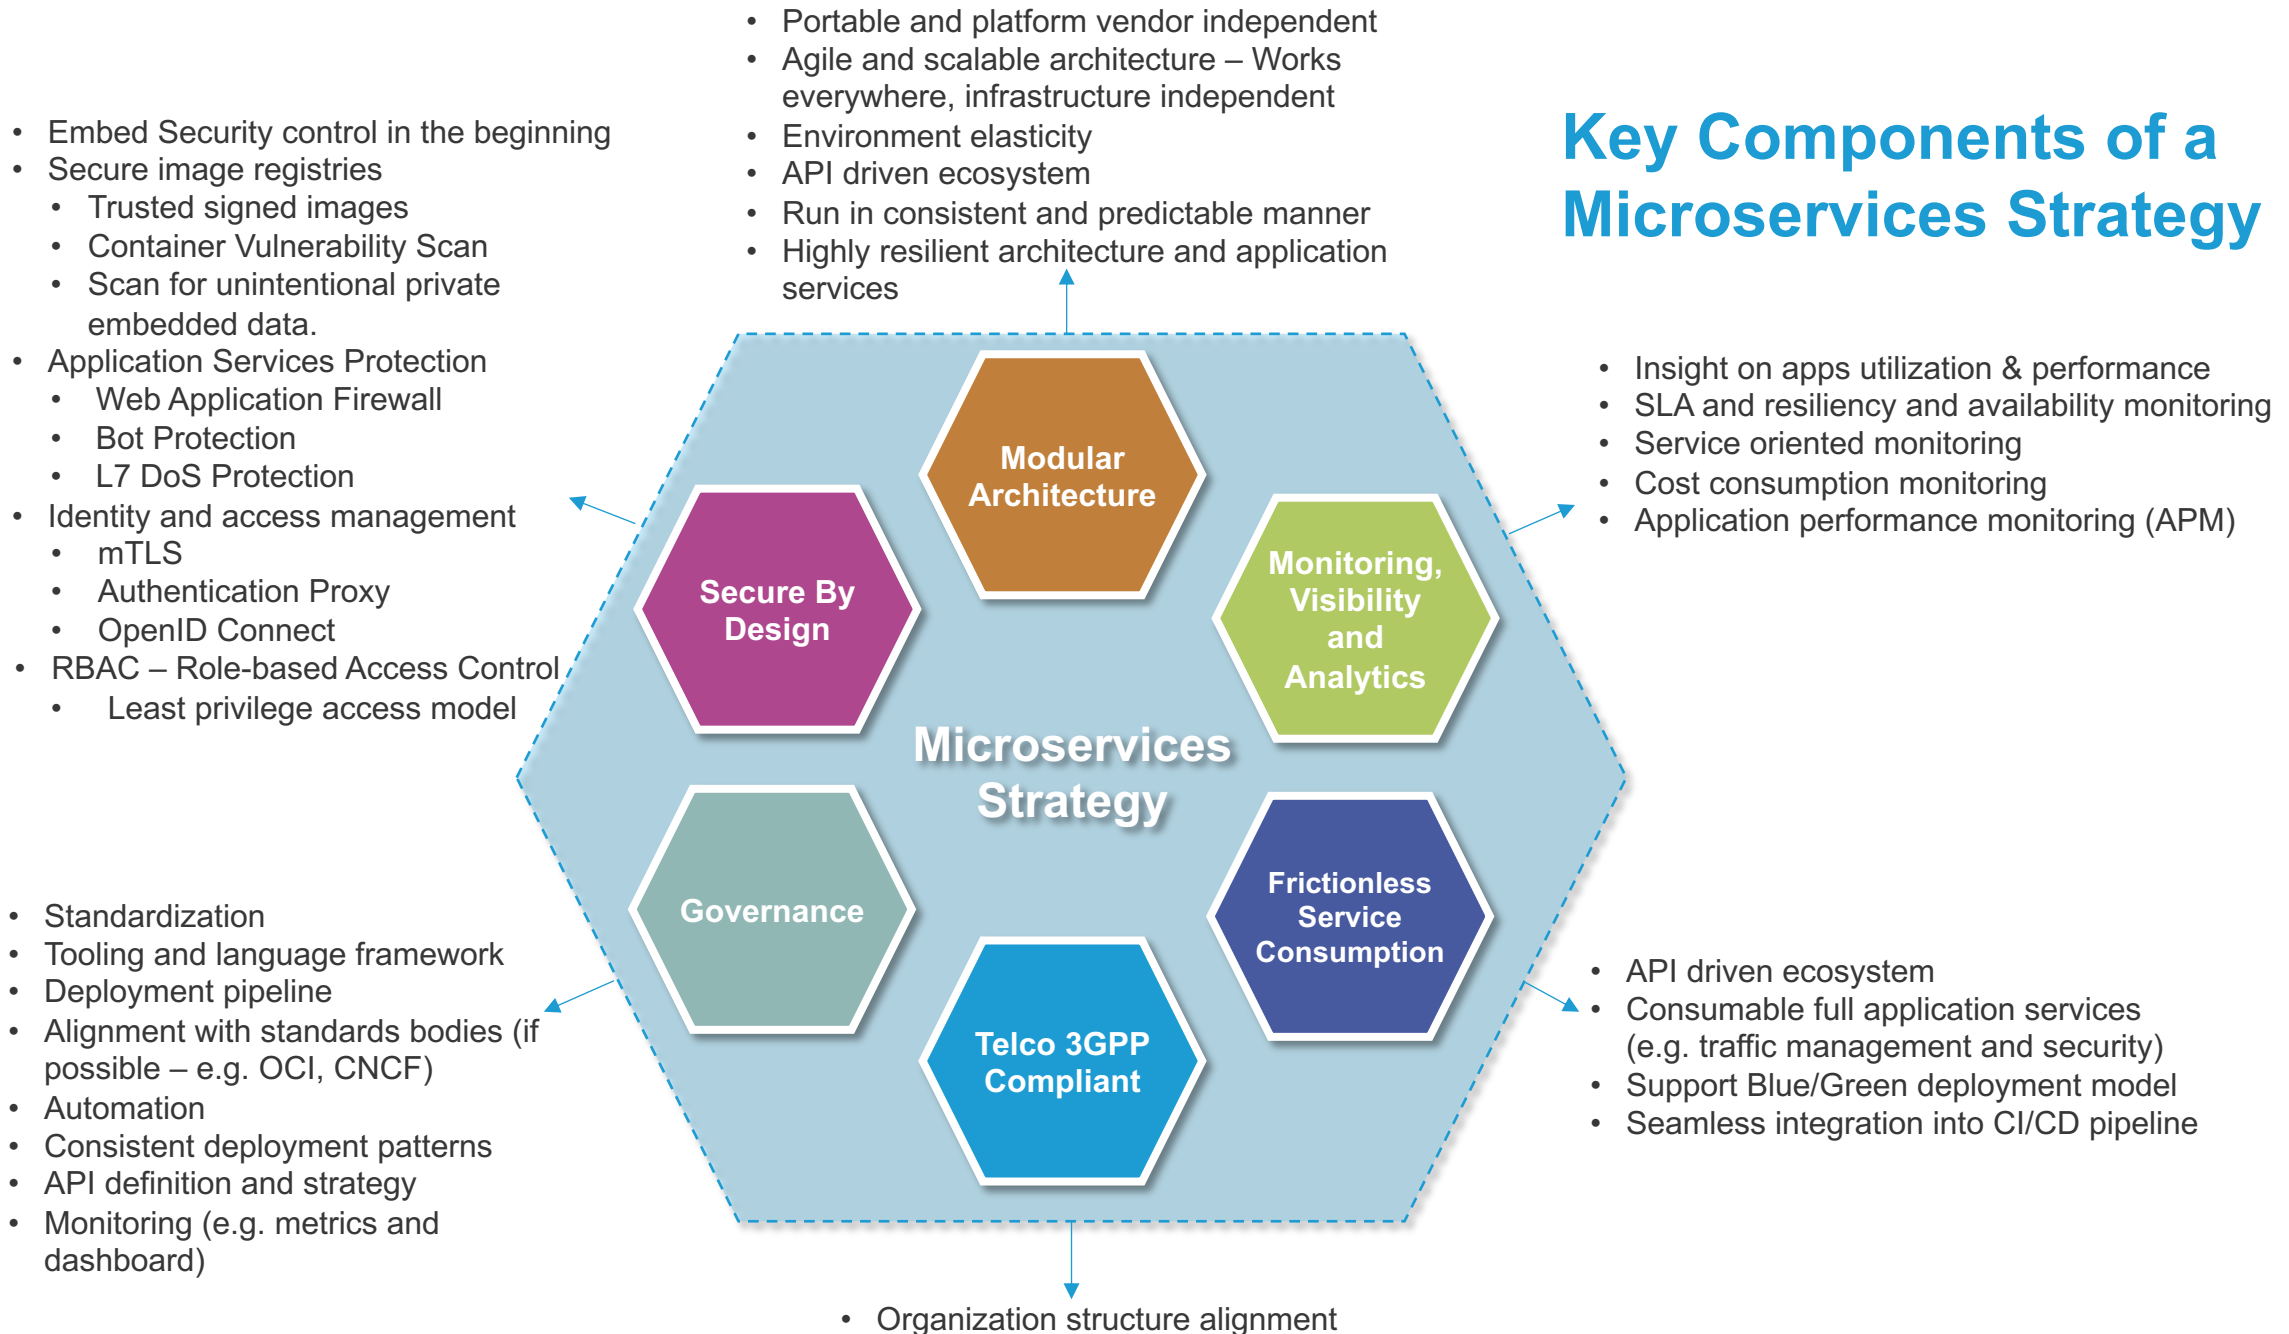 Key Components of a
Microservices Strategy
• Portable and platform vendor independent
• Agile and scalable architecture – Works
everywhere, infrastructure independent
• Environment elasticity
• API driven ecosystem
• Run in consistent and predictable manner
• Highly resilient architecture and application
services
• Embed Security control in the beginning
• Secure image registries
• Trusted signed images
• Container Vulnerability Scan
• Scan for unintentional private
embedded data.
• Application Services Protection
• Web Application Firewall
• Bot Protection
• L7 DoS Protection
• Identity and access management
• mTLS
• Authentication Proxy
• OpenID Connect
• RBAC – Role-based Access Control
• Least privilege access model
• Insight on apps utilization & performance
• SLA and resiliency and availability monitoring
• Service oriented monitoring
• Cost consumption monitoring
• Application performance monitoring (APM)
Modular
Architecture
Secure By
Design
Monitoring,
Visibility
and
Analytics
Microservices
Strategy
Governance
Frictionless
Service
Consumption
Telco 3GPP
Compliant
• Standardization
• Tooling and language framework
• Deployment pipeline
• Alignment with standards bodies (if
possible – e.g. OCI, CNCF)
• Automation
• Consistent deployment patterns
• API definition and strategy
• Monitoring (e.g. metrics and
dashboard)
• API driven ecosystem
• Consumable full application services
(e.g. traffic management and security)
• Support Blue/Green deployment model
• Seamless integration into CI/CD pipeline
• Organization structure alignment